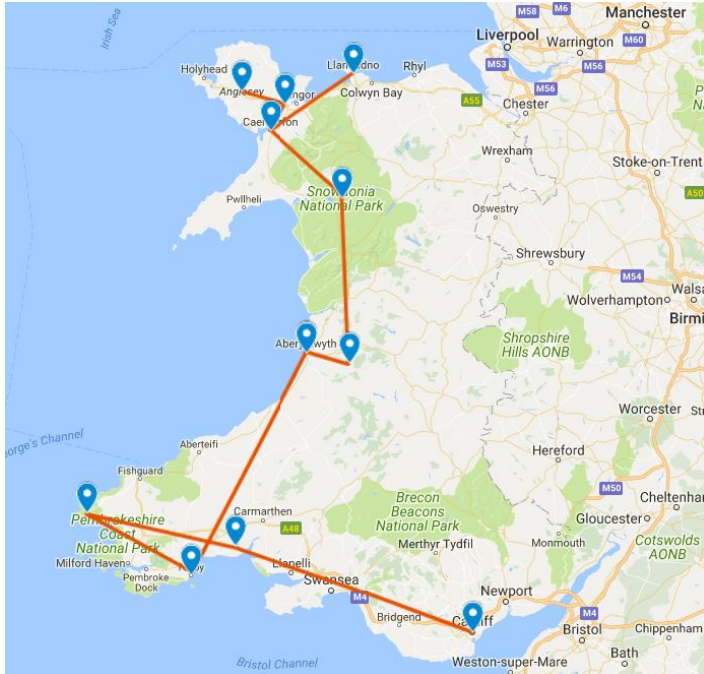 Irish Sea
M58
M6
Manchester
Liverpool
Warrington
M60
M53
M56
M56
Holyhead
Rhyl
Anglesey
Colwyn Bay
A55
Chester
Wrexham
Stoke-on-Trent
A50
Snowdonia
National Park
Pwllheli
Oswestry
Shrewsbury
M54
Wolverhampton
Shropshire
Hills AONB
Worcester
Aberteifi
Hereford
Fishguard
M50
Cheltenham
Carmarthen
A48
Brecon
Beacons
National Park
Gloucester
Pembrokeshire
Coast
National Park
Monmouth
Cotswolds
AONB
Milford Haven
Merthyr Tydfil
Pembroke
Dock
Llanelli
Swansea
M4
Newport
Bridgend
M4
Bristol
Chippenham
Bristol Channel
Weston-super-Mare
Bath